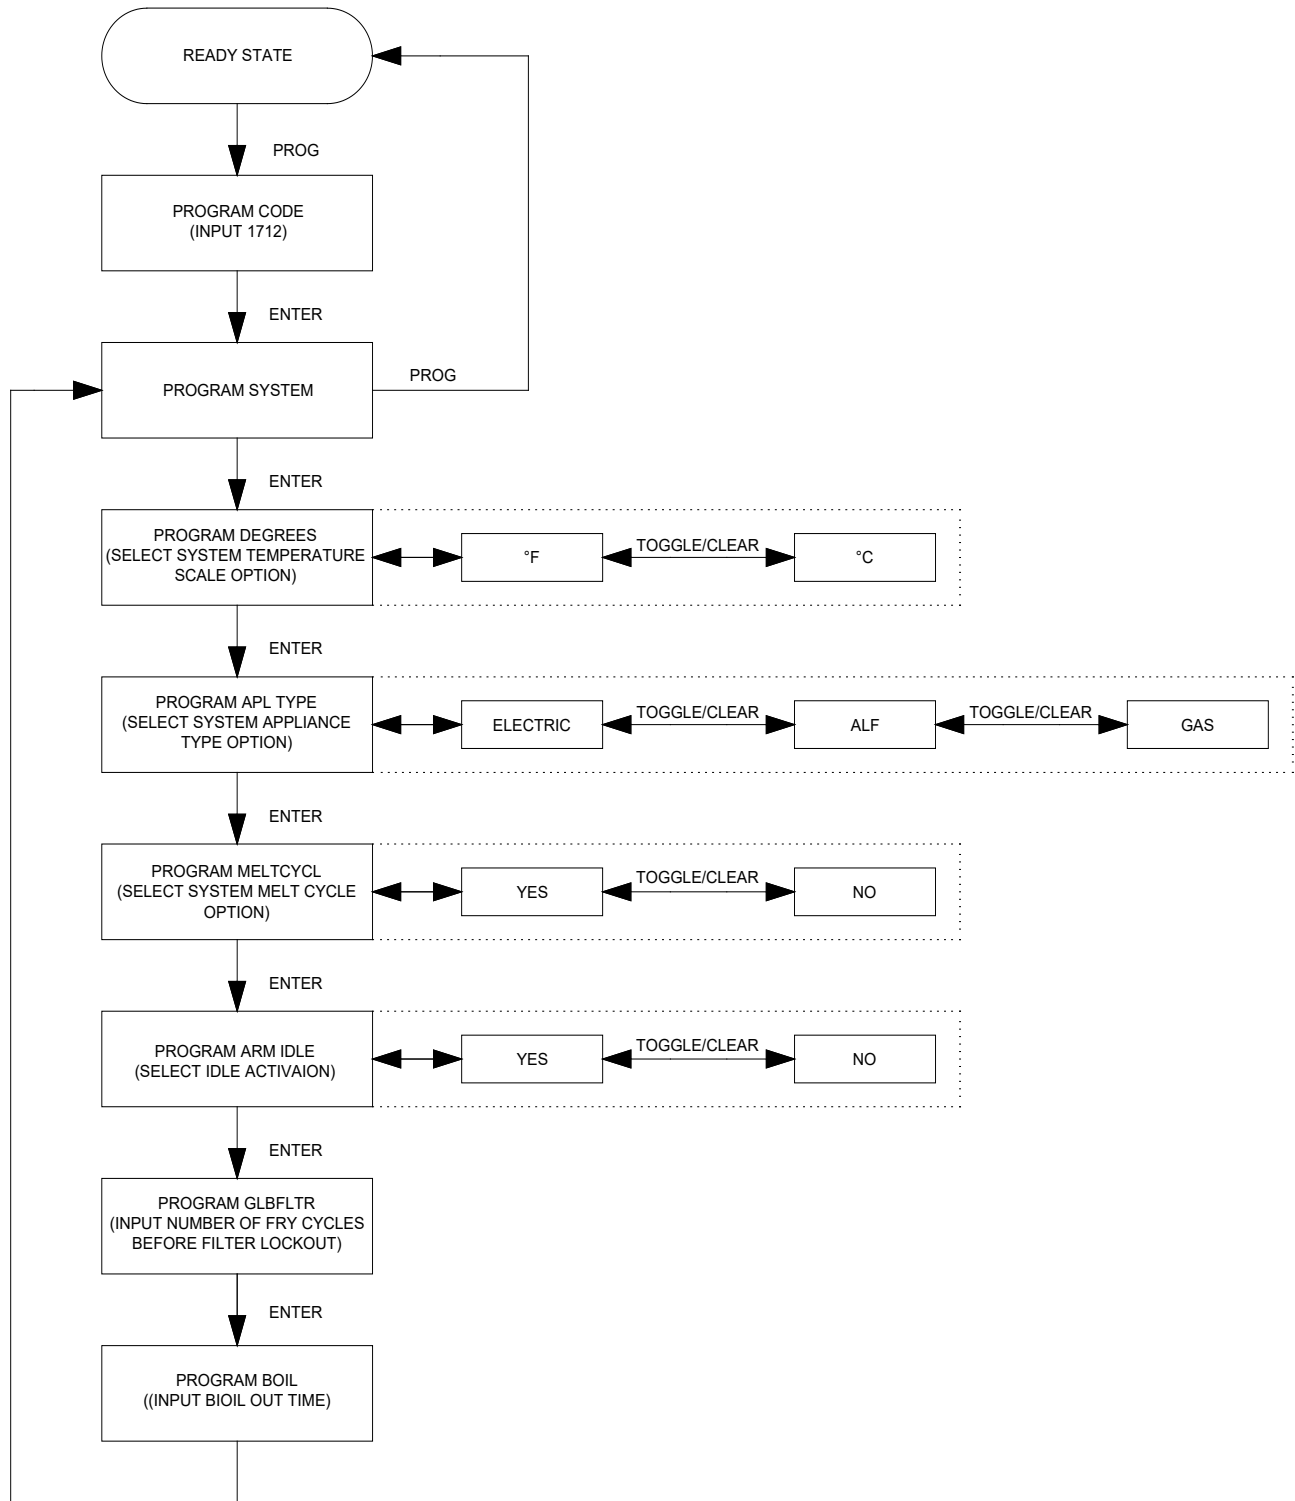 READY STATE
PROG
PROGRAM CODE
(INPUT 1712)
ENTER
PROGRAM SYSTEM
PROG
ENTER
PROGRAM DEGREES
(SELECT SYSTEM TEMPERATURE
SCALE OPTION)
°F
TOGGLE/CLEAR
°C
ENTER
PROGRAM APL TYPE
(SELECT SYSTEM APPLIANCE
TYPE OPTION)
ELECTRIC
TOGGLE/CLEAR
ALF
TOGGLE/CLEAR
GAS
ENTER
PROGRAM MELTCYCL
(SELECT SYSTEM MELT CYCLE
OPTION)
YES
TOGGLE/CLEAR
NO
ENTER
PROGRAM ARM IDLE
(SELECT IDLE ACTIVAION)
YES
TOGGLE/CLEAR
NO
ENTER
PROGRAM GLBFLTR
(INPUT NUMBER OF FRY CYCLES
BEFORE FILTER LOCKOUT)
ENTER
PROGRAM BOIL
((INPUT BIOIL OUT TIME)